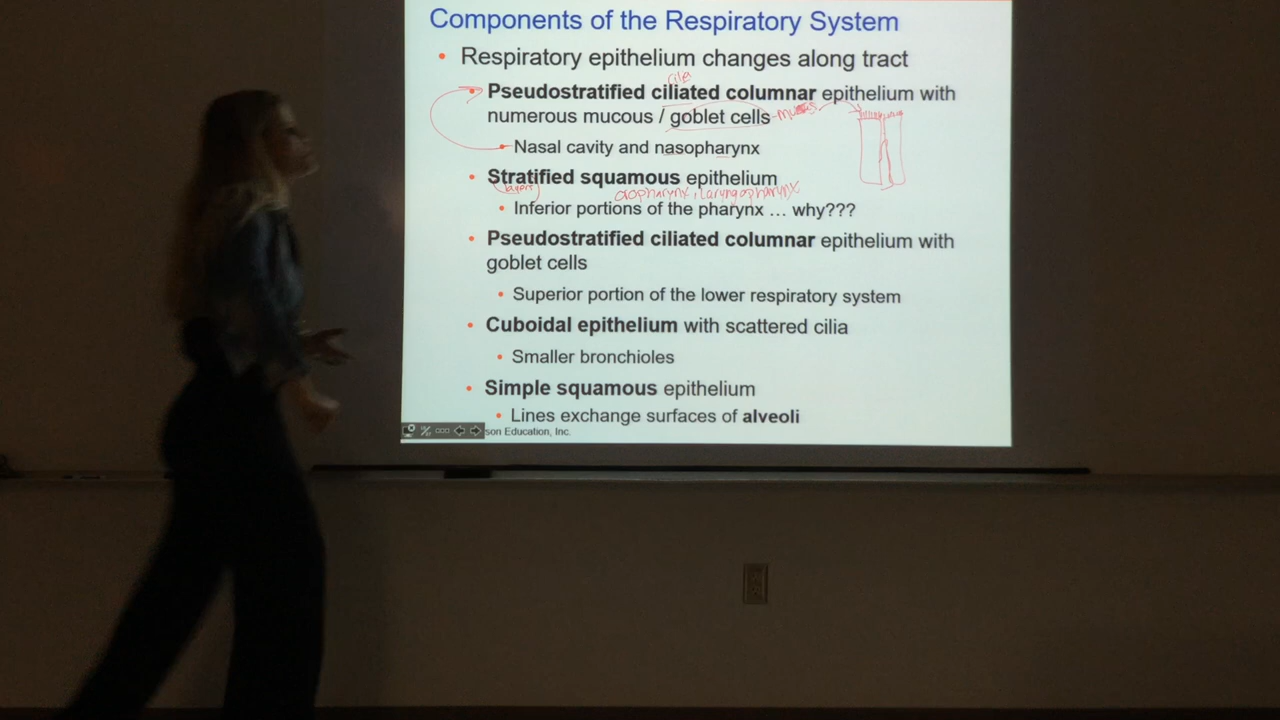 Components of the Respiratory System
• Respiratory epithelium changes along tract
cilia
• Pseudostratified ciliated columnar epithelium with
numerous mucous / goblet cells - mucus
• Nasal cavity and nasopharynx
• Stratified squamous epithelium
layers oropharynx, laryngopharynx
• Inferior portions of the pharynx … why???
• Pseudostratified ciliated columnar epithelium with
goblet cells
• Superior portion of the lower respiratory system
• Cuboidal epithelium with scattered cilia
• Smaller bronchioles
• Simple squamous epithelium
• Lines exchange surfaces of alveoli
son Education, Inc.